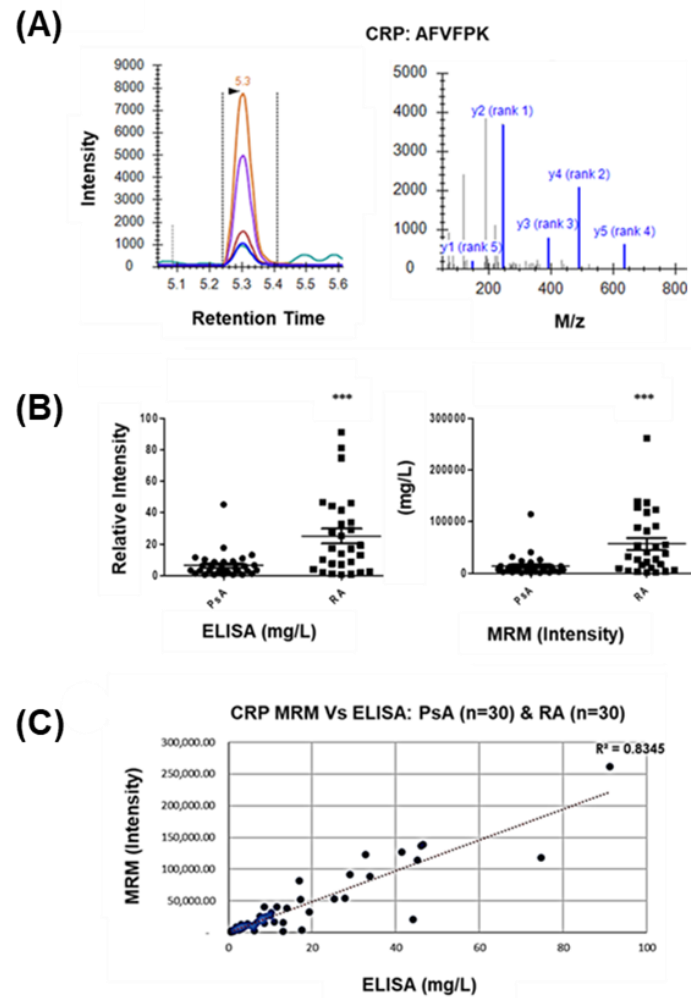 (A)
CRP: AFVFPK
9000
8000
7000
6000
5000
4000
3000
2000
1000
0
Intensity
5.3
5.1 5.2 5.3 5.4 5.5 5.6
Retention Time
5000
4000
3000
2000
1000
0
y2 (rank 1)
y4 (rank 2)
y3 (rank 3)
y5 (rank 4)
y1 (rank 5)
200 400 600 800
M/z
(B)
Relative Intensity
100
80
60
40
20
0
***
PsA RA
ELISA (mg/L)
(mg/L)
300000
200000
100000
0
***
PsA RA
MRM (Intensity)
(C)
CRP MRM Vs ELISA: PsA (n=30) & RA (n=30)
MRM (Intensity)
300,000.00
250,000.00
200,000.00
150,000.00
100,000.00
50,000.00
-
R² = 0.8345
0 20 40 60 80 100
ELISA (mg/L)